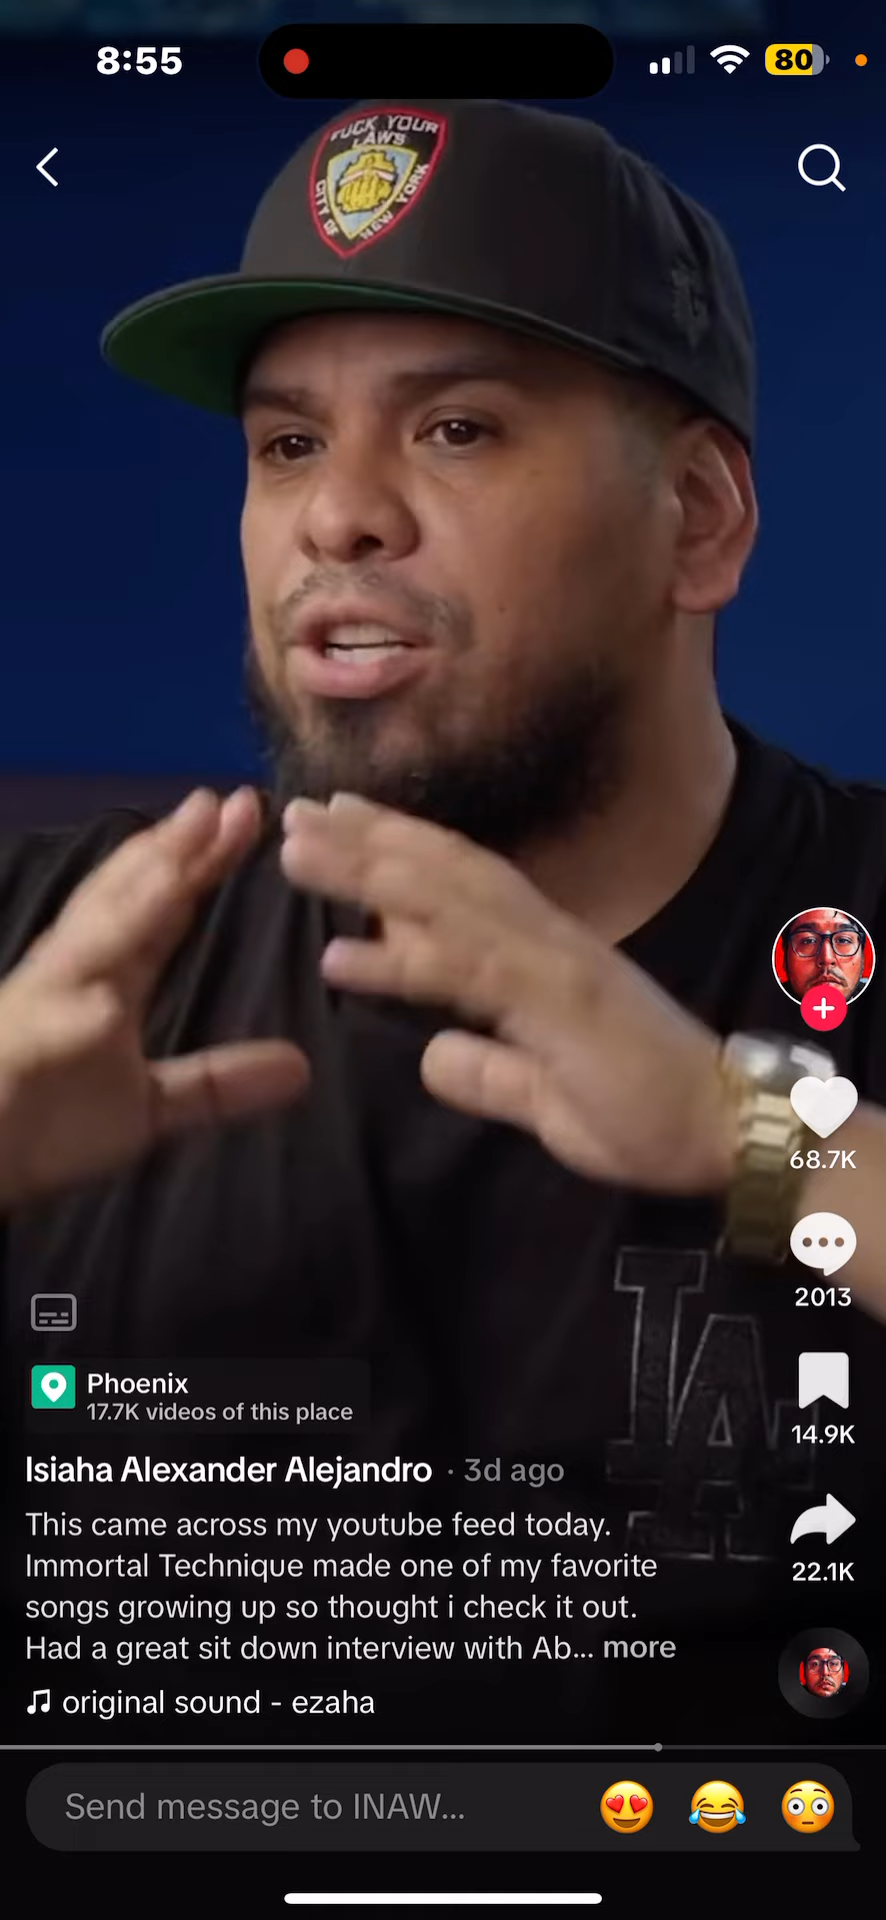 8:55
80
FUCK YOUR
LAWS
CITY OF
NEW YORK
LA
68.7K
2013
14.9K
22.1K
Phoenix
17.7K videos of this place
Isiaha Alexander Alejandro · 3d ago
This came across my youtube feed today.
Immortal Technique made one of my favorite
songs growing up so thought i check it out.
Had a great sit down interview with Ab... more
original sound - ezaha
Send message to INAW...